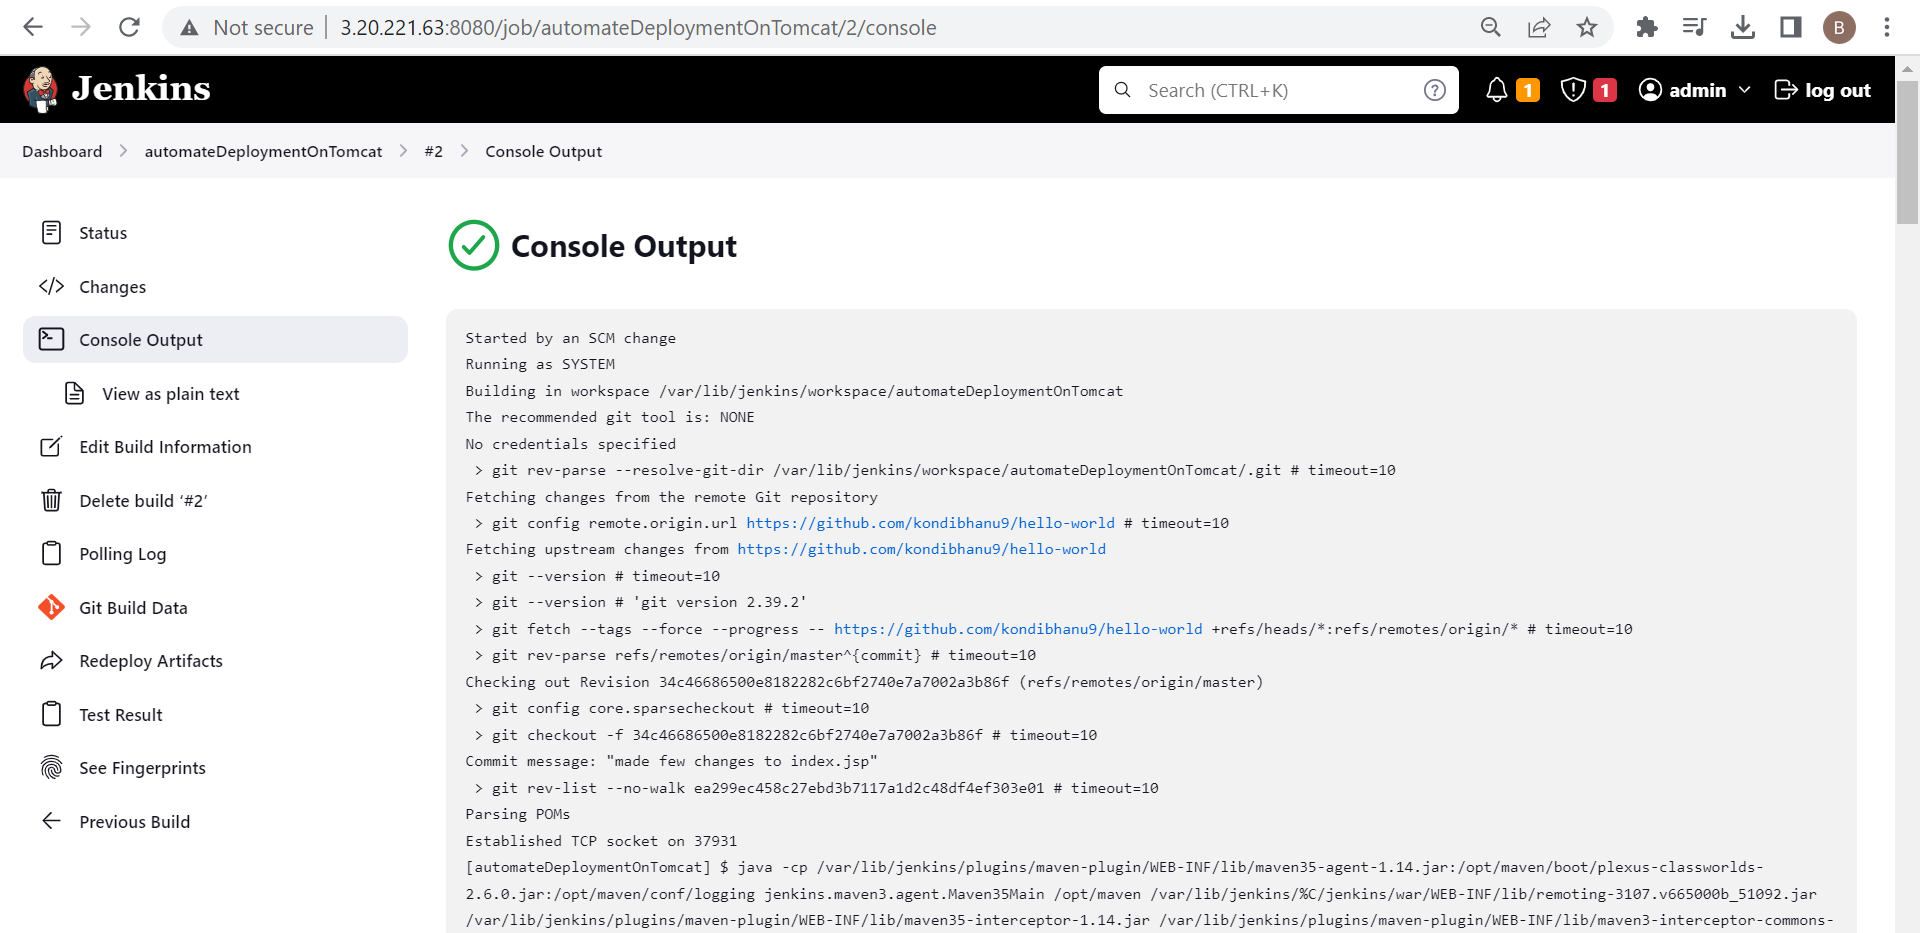 Not secure | 3.20.221.63:8080/job/automateDeploymentOnTomcat/2/console
B
Jenkins
Search (CTRL+K)
?
1
1
admin
log out
Dashboard > automateDeploymentOnTomcat > #2 > Console Output
Status
Changes
Console Output
View as plain text
Edit Build Information
Delete build ‘#2’
Polling Log
Git Build Data
Redeploy Artifacts
Test Result
See Fingerprints
Previous Build
Console Output
Started by an SCM change
Running as SYSTEM
Building in workspace /var/lib/jenkins/workspace/automateDeploymentOnTomcat
The recommended git tool is: NONE
No credentials specified
 > git rev-parse --resolve-git-dir /var/lib/jenkins/workspace/automateDeploymentOnTomcat/.git # timeout=10
Fetching changes from the remote Git repository
 > git config remote.origin.url https://github.com/kondibhanu9/hello-world # timeout=10
Fetching upstream changes from https://github.com/kondibhanu9/hello-world
 > git --version # timeout=10
 > git --version # 'git version 2.39.2'
 > git fetch --tags --force --progress -- https://github.com/kondibhanu9/hello-world +refs/heads/*:refs/remotes/origin/* # timeout=10
 > git rev-parse refs/remotes/origin/master^{commit} # timeout=10
Checking out Revision 34c46686500e8182282c6bf2740e7a7002a3b86f (refs/remotes/origin/master)
 > git config core.sparsecheckout # timeout=10
 > git checkout -f 34c46686500e8182282c6bf2740e7a7002a3b86f # timeout=10
Commit message: "made few changes to index.jsp"
 > git rev-list --no-walk ea299ec458c27ebd3b7117a1d2c48df4ef303e01 # timeout=10
Parsing POMs
Established TCP socket on 37931
[automateDeploymentOnTomcat] $ java -cp /var/lib/jenkins/plugins/maven-plugin/WEB-INF/lib/maven35-agent-1.14.jar:/opt/maven/boot/plexus-classworlds-
2.6.0.jar:/opt/maven/conf/logging jenkins.maven3.agent.Maven35Main /opt/maven /var/lib/jenkins/%C/jenkins/war/WEB-INF/lib/remoting-3107.v665000b_51092.jar
/var/lib/jenkins/plugins/maven-plugin/WEB-INF/lib/maven35-interceptor-1.14.jar /var/lib/jenkins/plugins/maven-plugin/WEB-INF/lib/maven3-interceptor-commons-